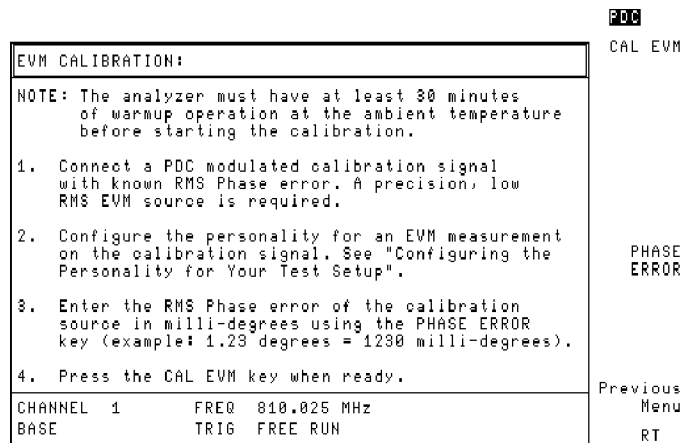 PDC
CAL EVM
EVM CALIBRATION:
NOTE: The analyzer must have at least 30 minutes
of warmup operation at the ambient temperature
before starting the calibration.
1. Connect a PDC modulated calibration signal
with known RMS Phase error. A precision, low
RMS EVM source is required.
2. Configure the personality for an EVM measurement
on the calibration signal. See "Configuring the
Personality for Your Test Setup".
PHASE
ERROR
3. Enter the RMS Phase error of the calibration
source in milli-degrees using the PHASE ERROR
key (example: 1.23 degrees = 1230 milli-degrees).
4. Press the CAL EVM key when ready.
Previous
Menu
CHANNEL 1 FREQ 810.025 MHz
BASE TRIG FREE RUN
RT